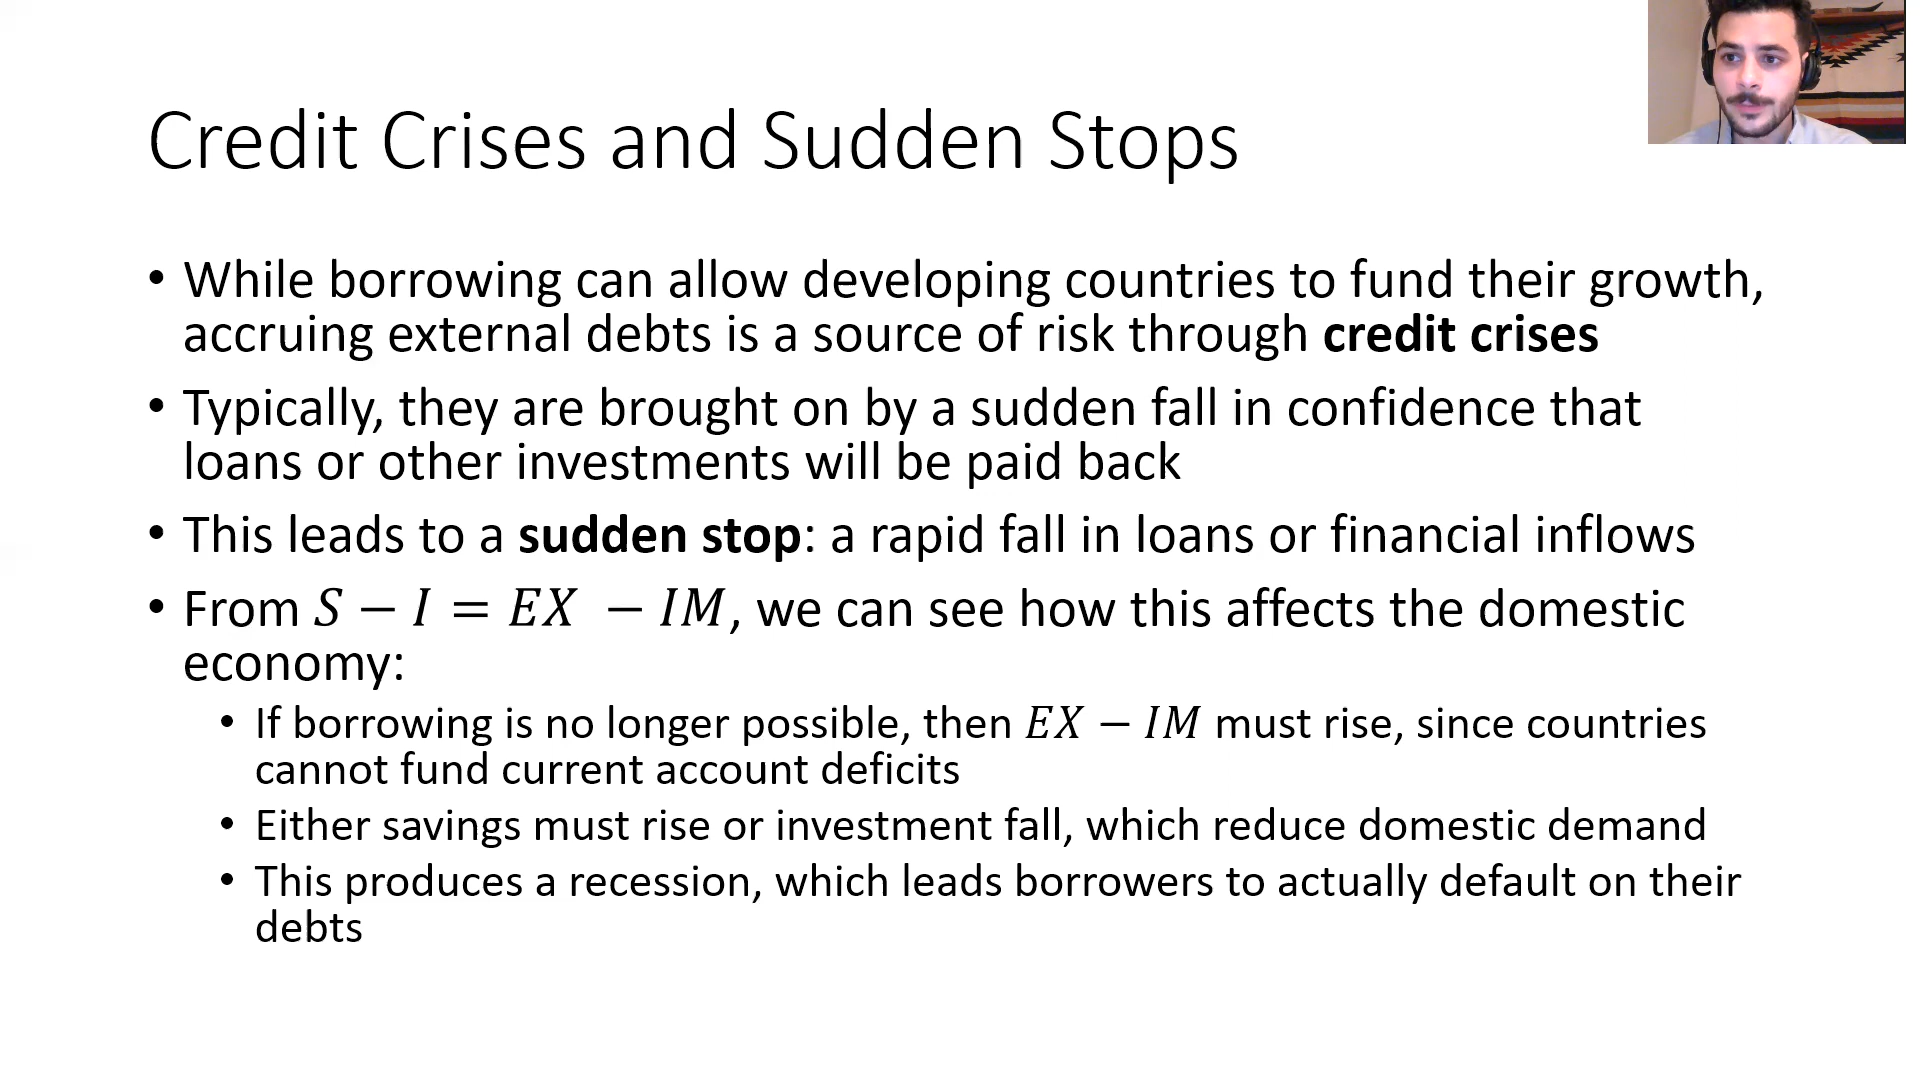 Credit Crises and Sudden Stops
• While borrowing can allow developing countries to fund their growth,
accruing external debts is a source of risk through credit crises
• Typically, they are brought on by a sudden fall in confidence that
loans or other investments will be paid back
• This leads to a sudden stop: a rapid fall in loans or financial inflows
• From S − I = EX − IM, we can see how this affects the domestic
economy:
• If borrowing is no longer possible, then EX − IM must rise, since countries
cannot fund current account deficits
• Either savings must rise or investment fall, which reduce domestic demand
• This produces a recession, which leads borrowers to actually default on their
debts